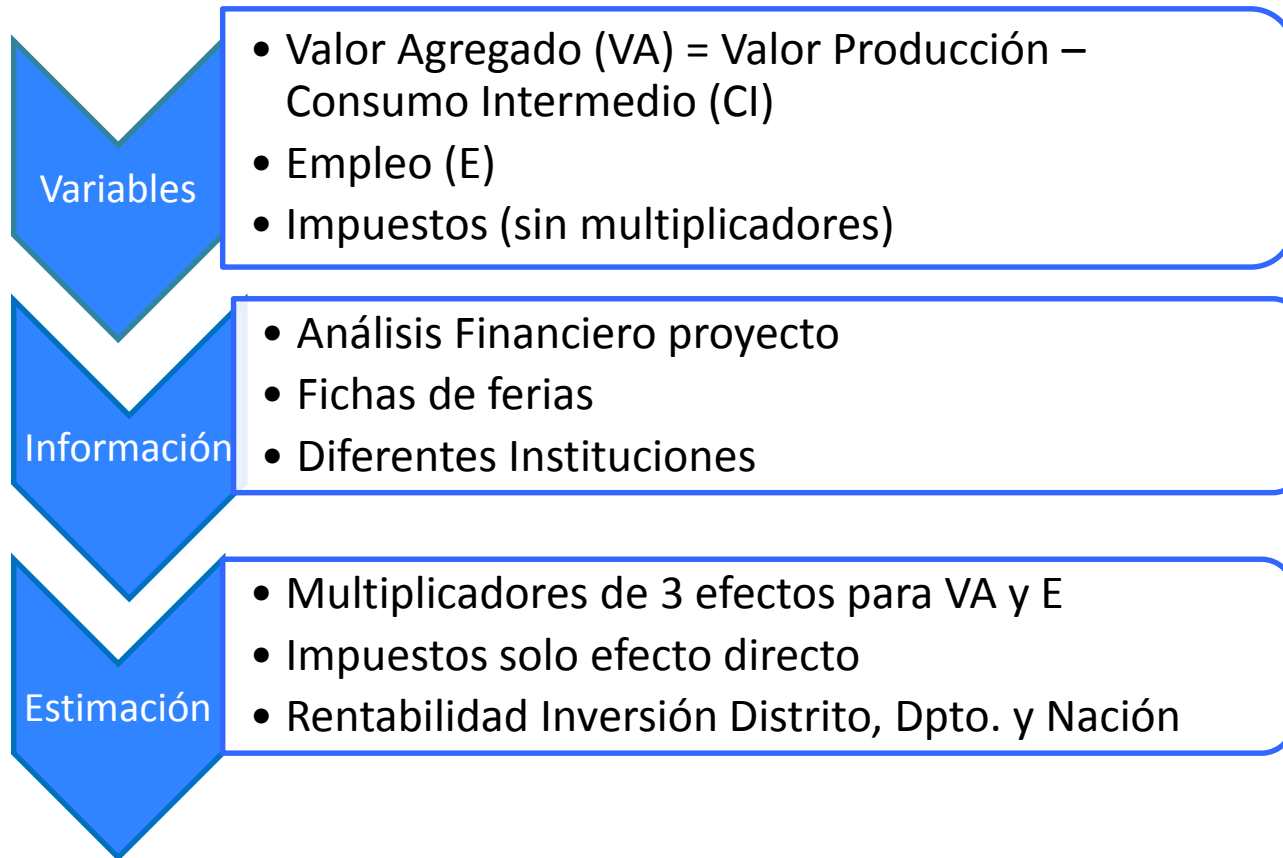 Variables
• Valor Agregado (VA) = Valor Producción –
Consumo Intermedio (CI)
• Empleo (E)
• Impuestos (sin multiplicadores)
Información
• Análisis Financiero proyecto
• Fichas de ferias
• Diferentes Instituciones
Estimación
• Multiplicadores de 3 efectos para VA y E
• Impuestos solo efecto directo
• Rentabilidad Inversión Distrito, Dpto. y Nación